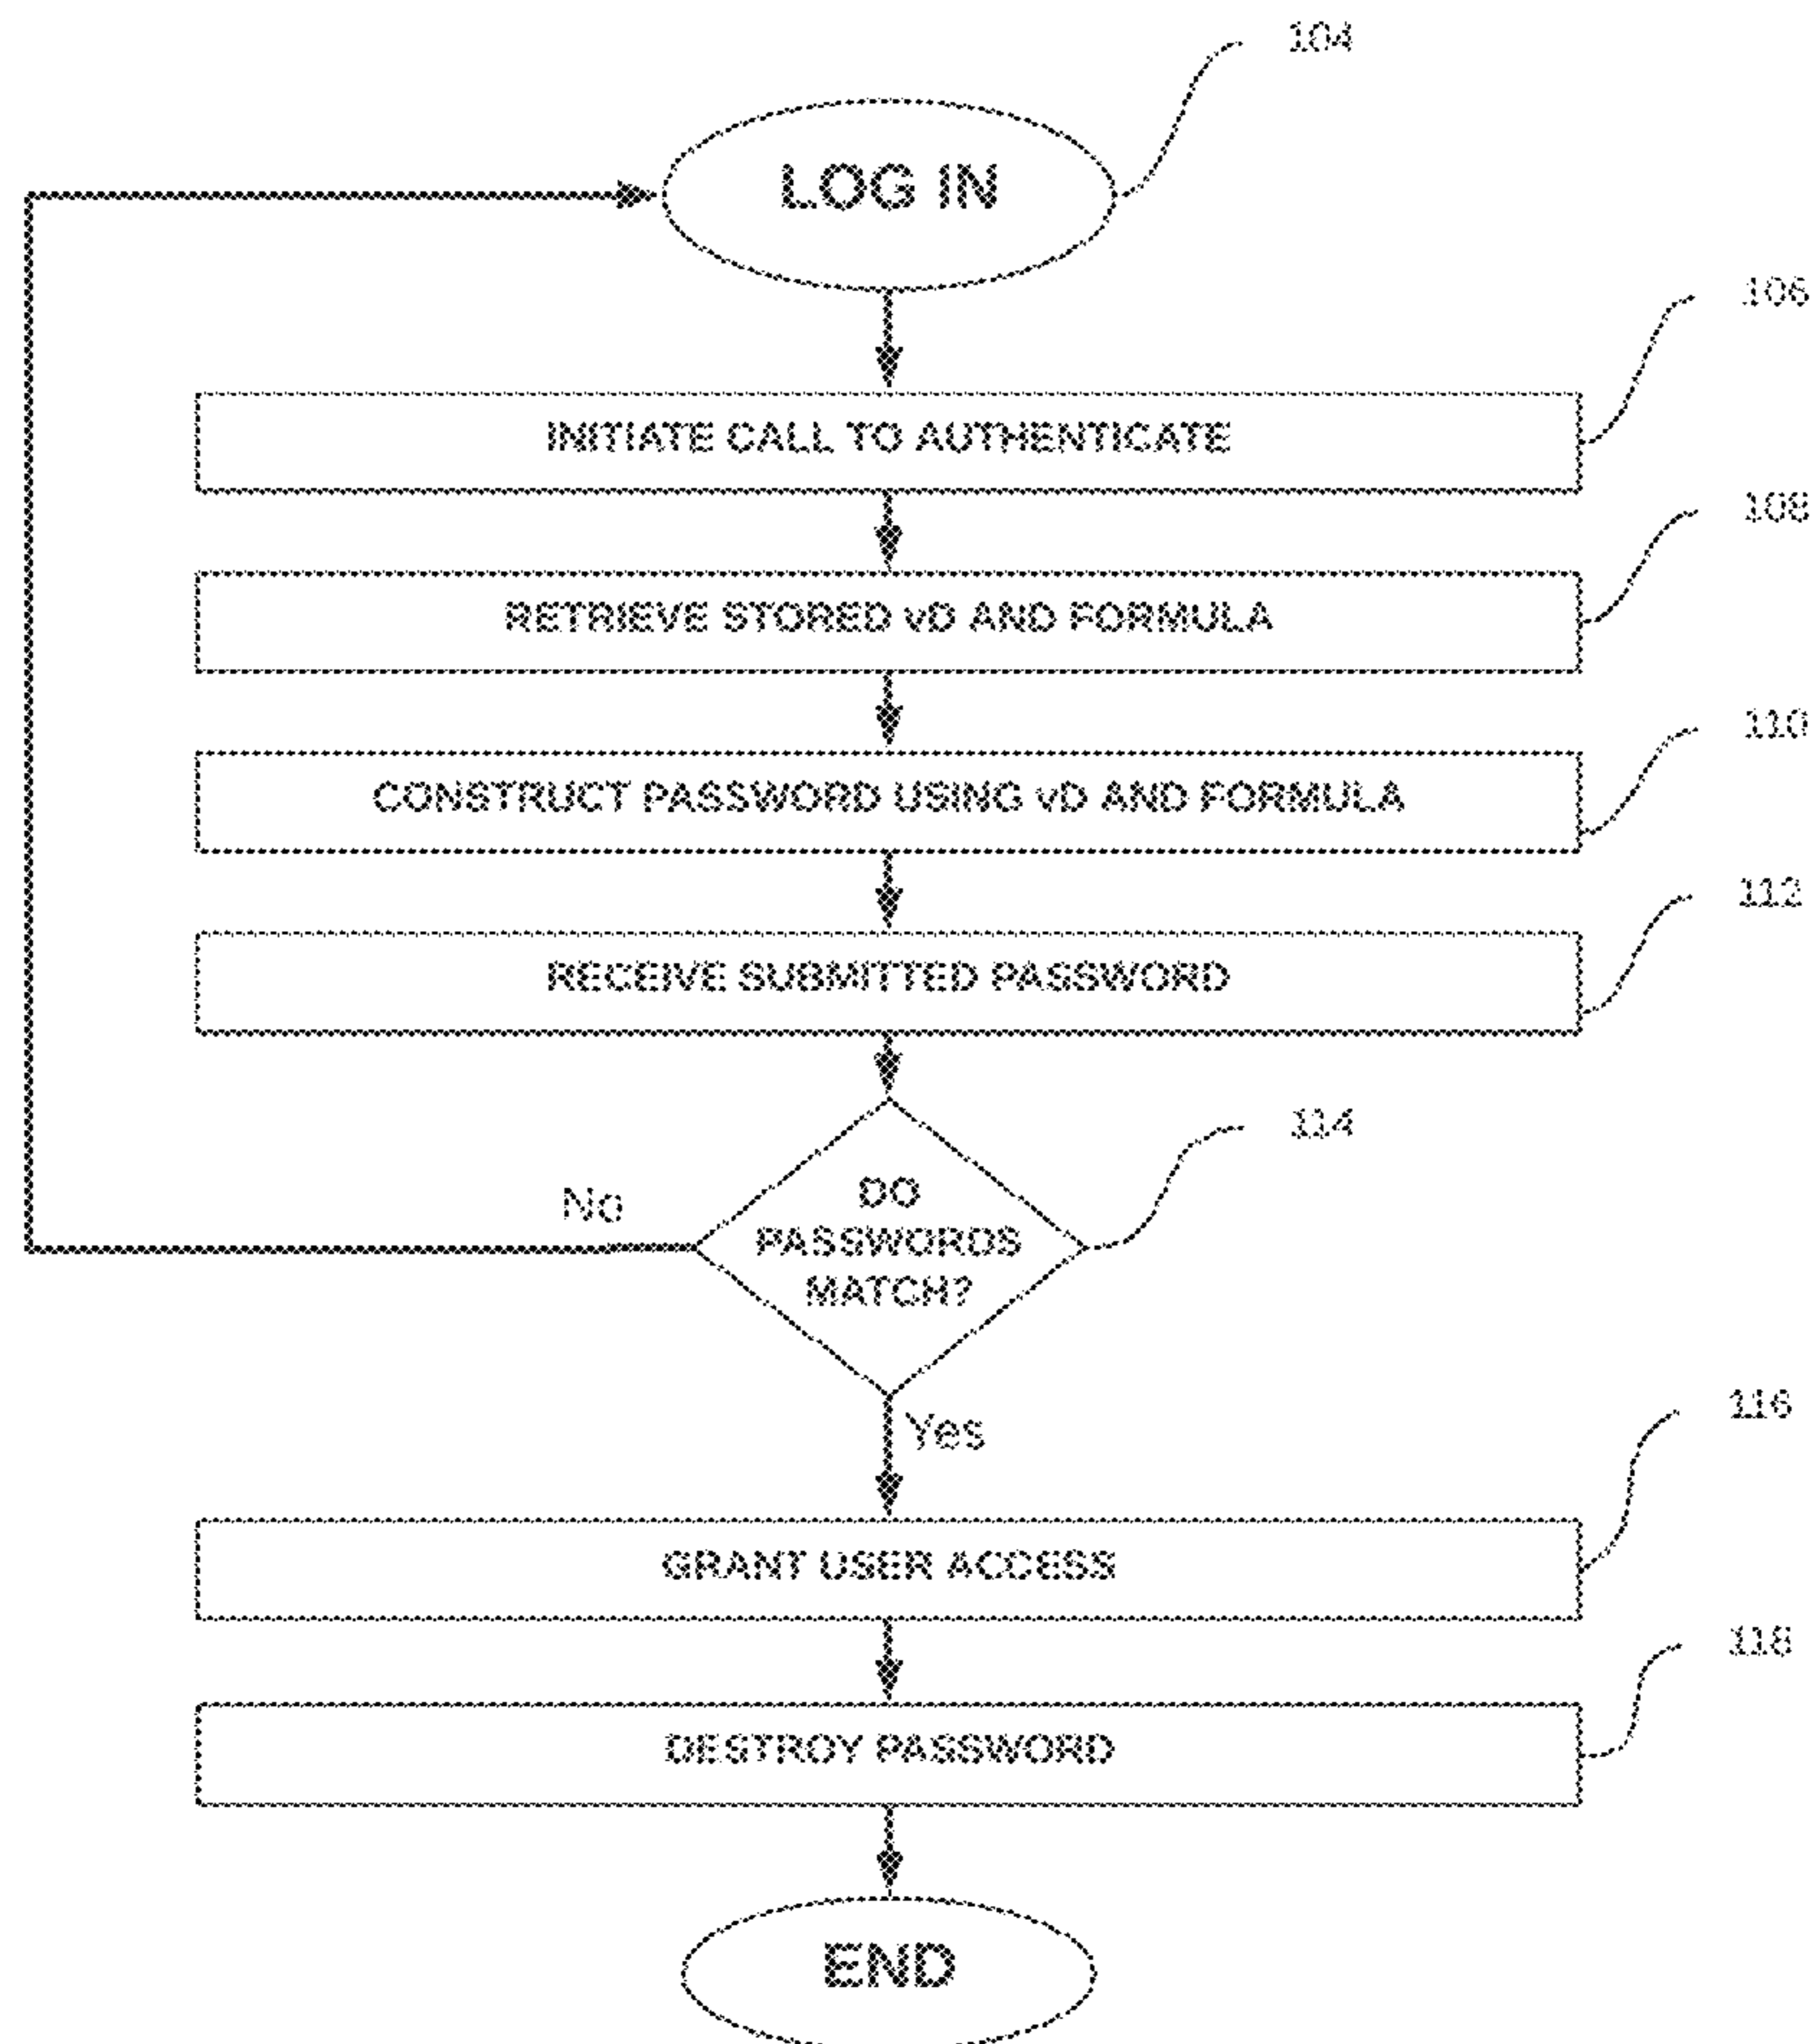 104
LOG IN
106
INITIATE CALL TO AUTHENTICATE
108
RETRIEVE STORED vD AND FORMULA
110
CONSTRUCT PASSWORD USING vD AND FORMULA
112
RECEIVE SUBMITTED PASSWORD
114
No
DO
PASSWORDS
MATCH?
Yes
116
GRANT USER ACCESS
118
DESTROY PASSWORD
END